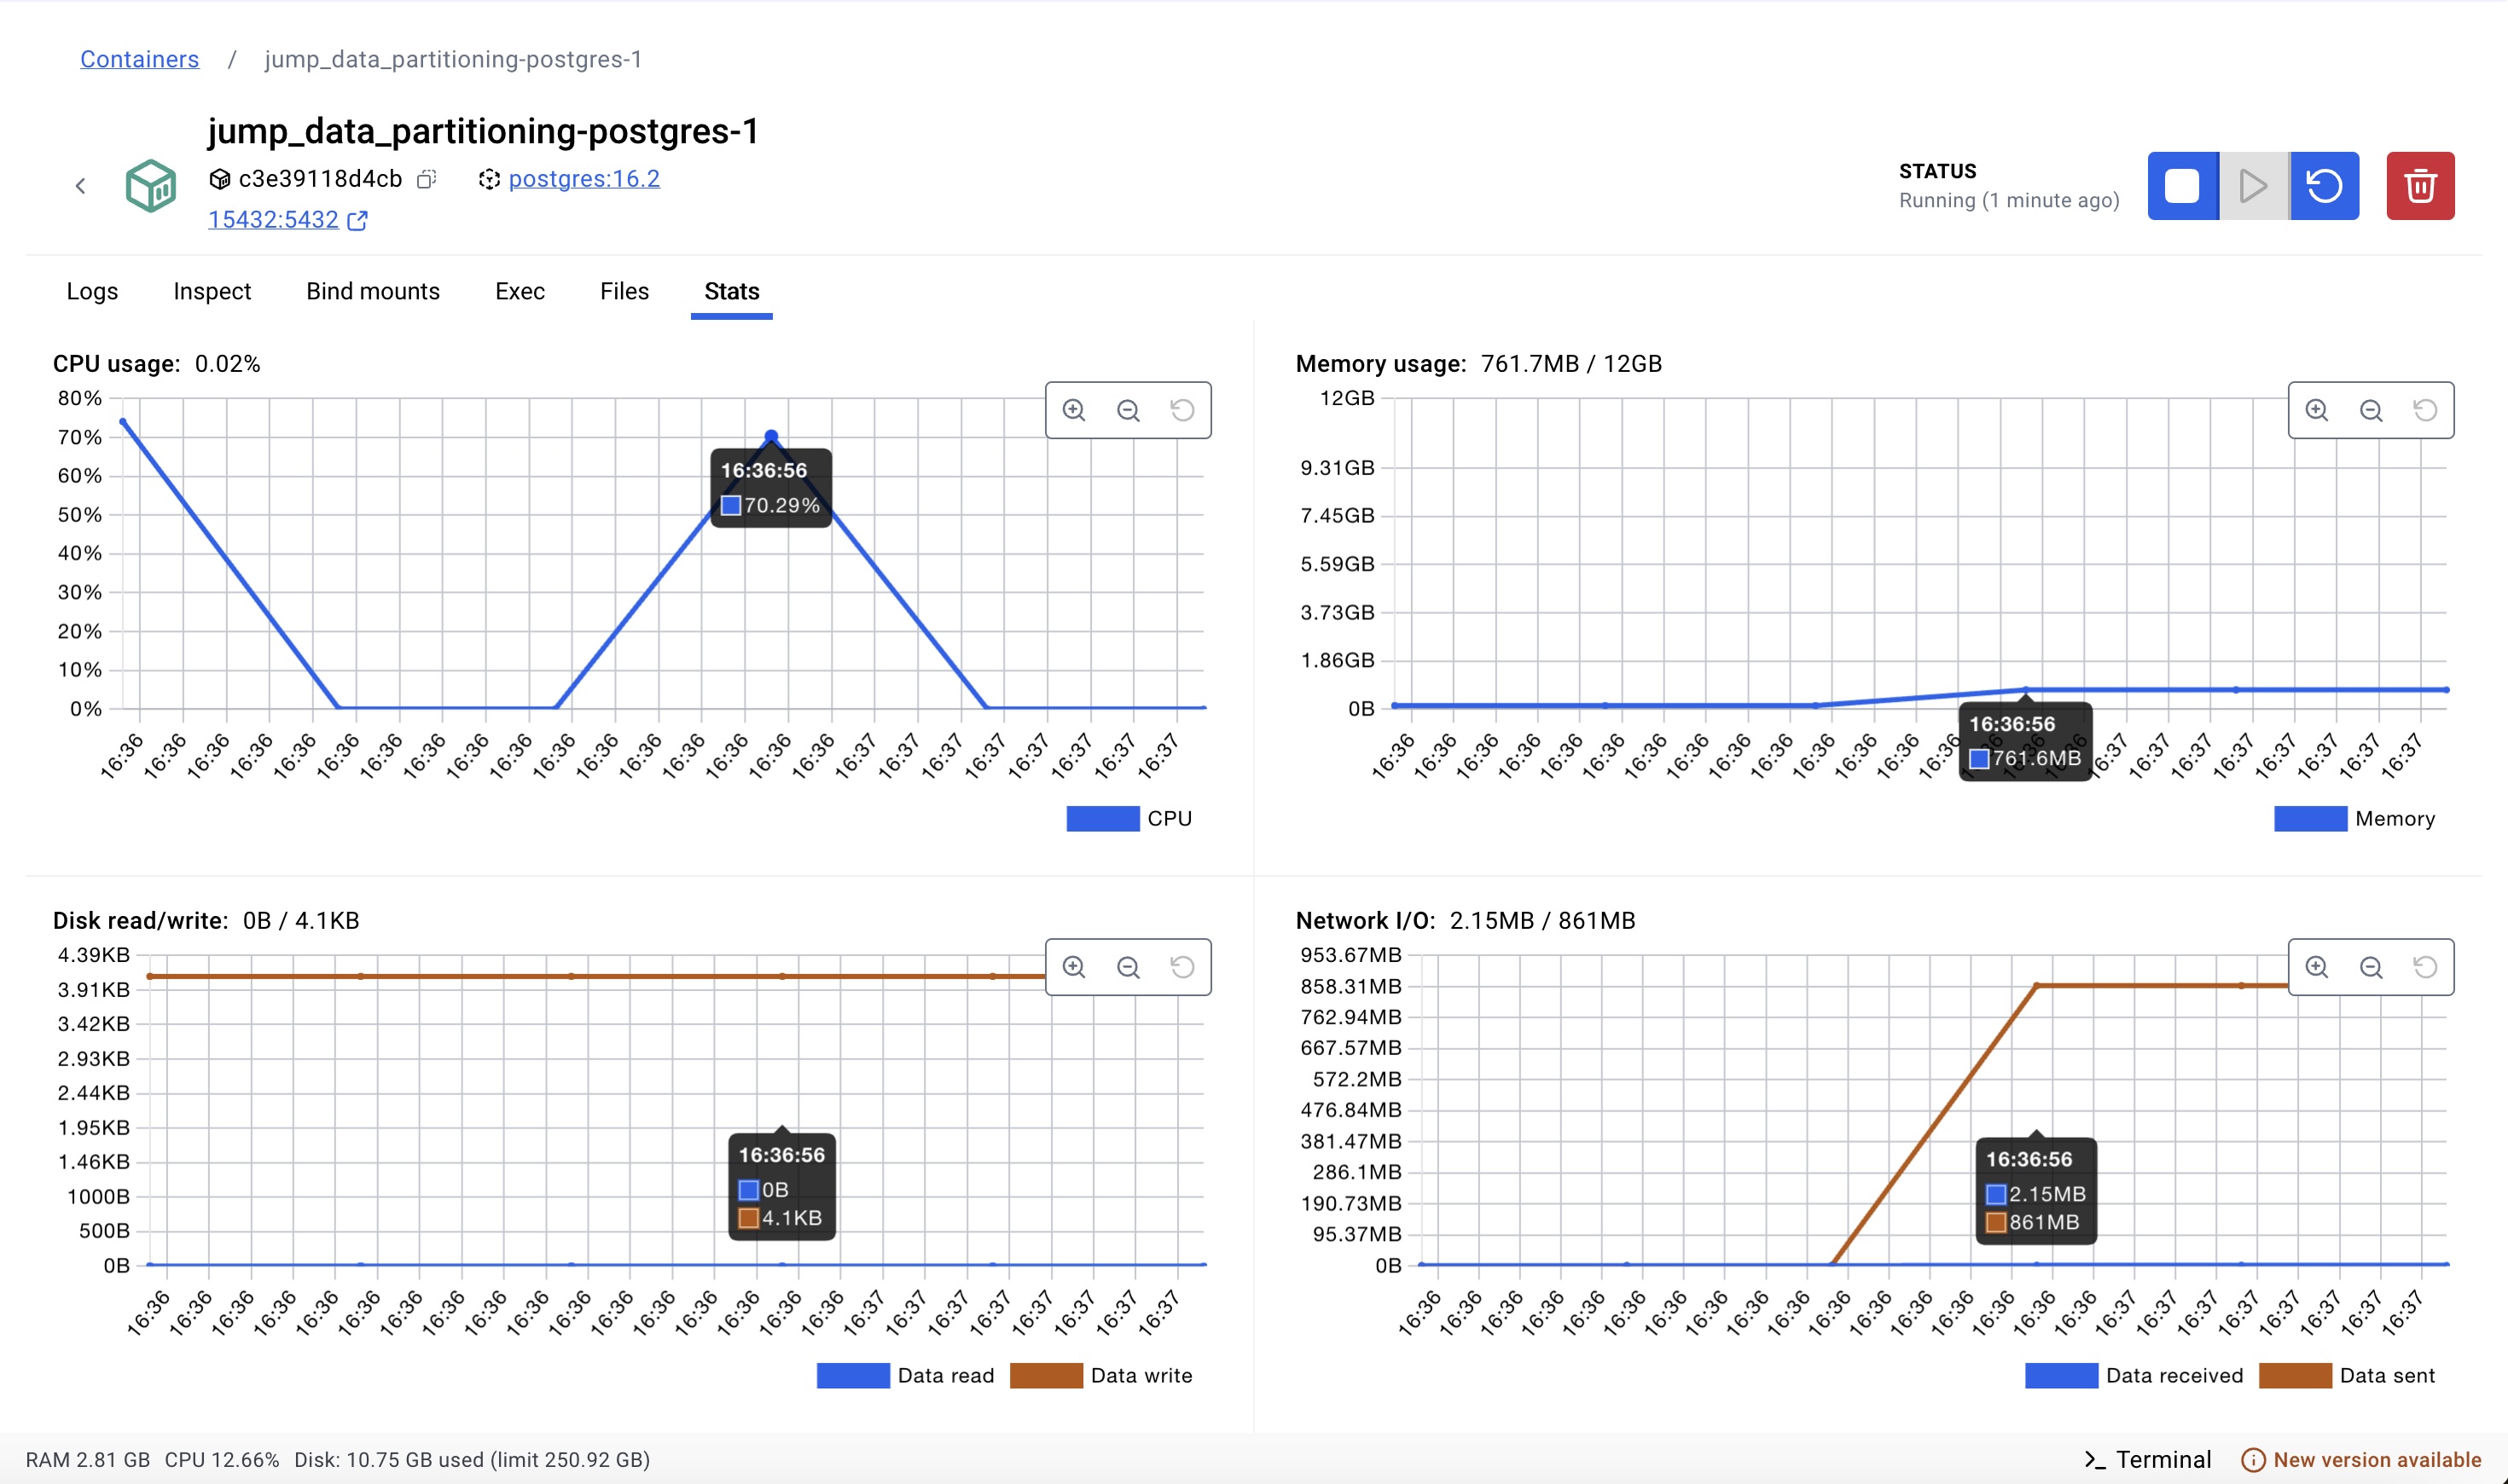 Containers / jump_data_partitioning-postgres-1
jump_data_partitioning-postgres-1
c3e39118d4cb postgres:16.2
15432:5432
STATUS
Running (1 minute ago)
Logs Inspect Bind mounts Exec Files Stats
CPU usage: 0.02%
80%
70%
60%
50%
40%
30%
20%
10%
0%
16:36:56
70.29%
16:36 16:36 16:36 16:36 16:36 16:36 16:36 16:36 16:36 16:36 16:36 16:36 16:36 16:36 16:36 16:36 16:36 16:37 16:37 16:37 16:37 16:37 16:37 16:37 16:37
CPU
Memory usage: 761.7MB / 12GB
12GB
9.31GB
7.45GB
5.59GB
3.73GB
1.86GB
0B
16:36:56
761.6MB
16:36 16:36 16:36 16:36 16:36 16:36 16:36 16:36 16:36 16:36 16:36 16:36 16:36 16:36 16:37 16:37 16:37 16:37 16:37 16:37 16:37 16:37
Memory
Disk read/write: 0B / 4.1KB
4.39KB
3.91KB
3.42KB
2.93KB
2.44KB
1.95KB
1.46KB
1000B
500B
0B
16:36:56
0B
4.1KB
16:36 16:36 16:36 16:36 16:36 16:36 16:36 16:36 16:36 16:36 16:36 16:36 16:36 16:36 16:36 16:36 16:36 16:37 16:37 16:37 16:37 16:37 16:37 16:37 16:37
Data read Data write
Network I/O: 2.15MB / 861MB
953.67MB
858.31MB
762.94MB
667.57MB
572.2MB
476.84MB
381.47MB
286.1MB
190.73MB
95.37MB
0B
16:36:56
2.15MB
861MB
16:36 16:36 16:36 16:36 16:36 16:36 16:36 16:36 16:36 16:36 16:36 16:36 16:36 16:36 16:36 16:36 16:36 16:37 16:37 16:37 16:37 16:37 16:37 16:37 16:37
Data received Data sent
RAM 2.81 GB CPU 12.66% Disk: 10.75 GB used (limit 250.92 GB)
Terminal New version available